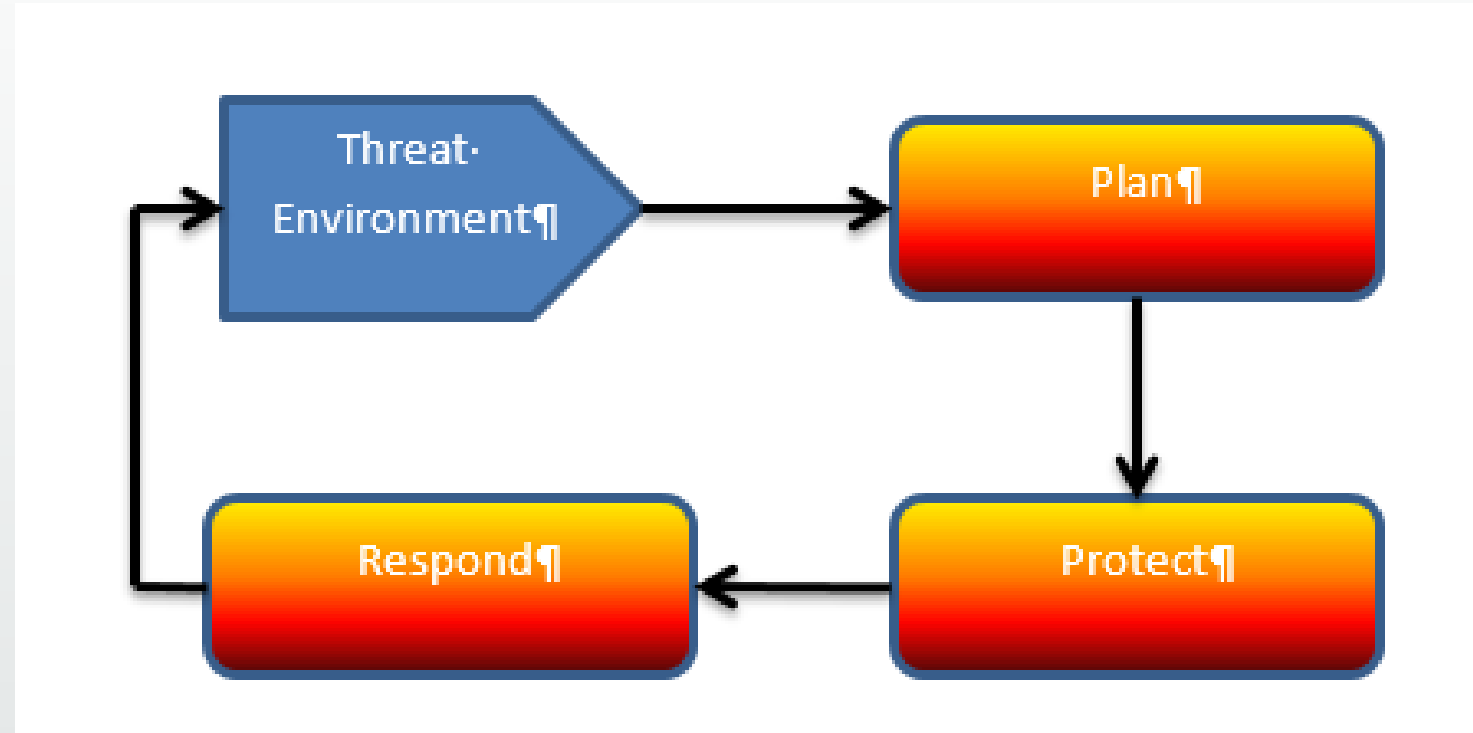 Threat·
Environment¶
Plan¶
Respond¶
Protect¶